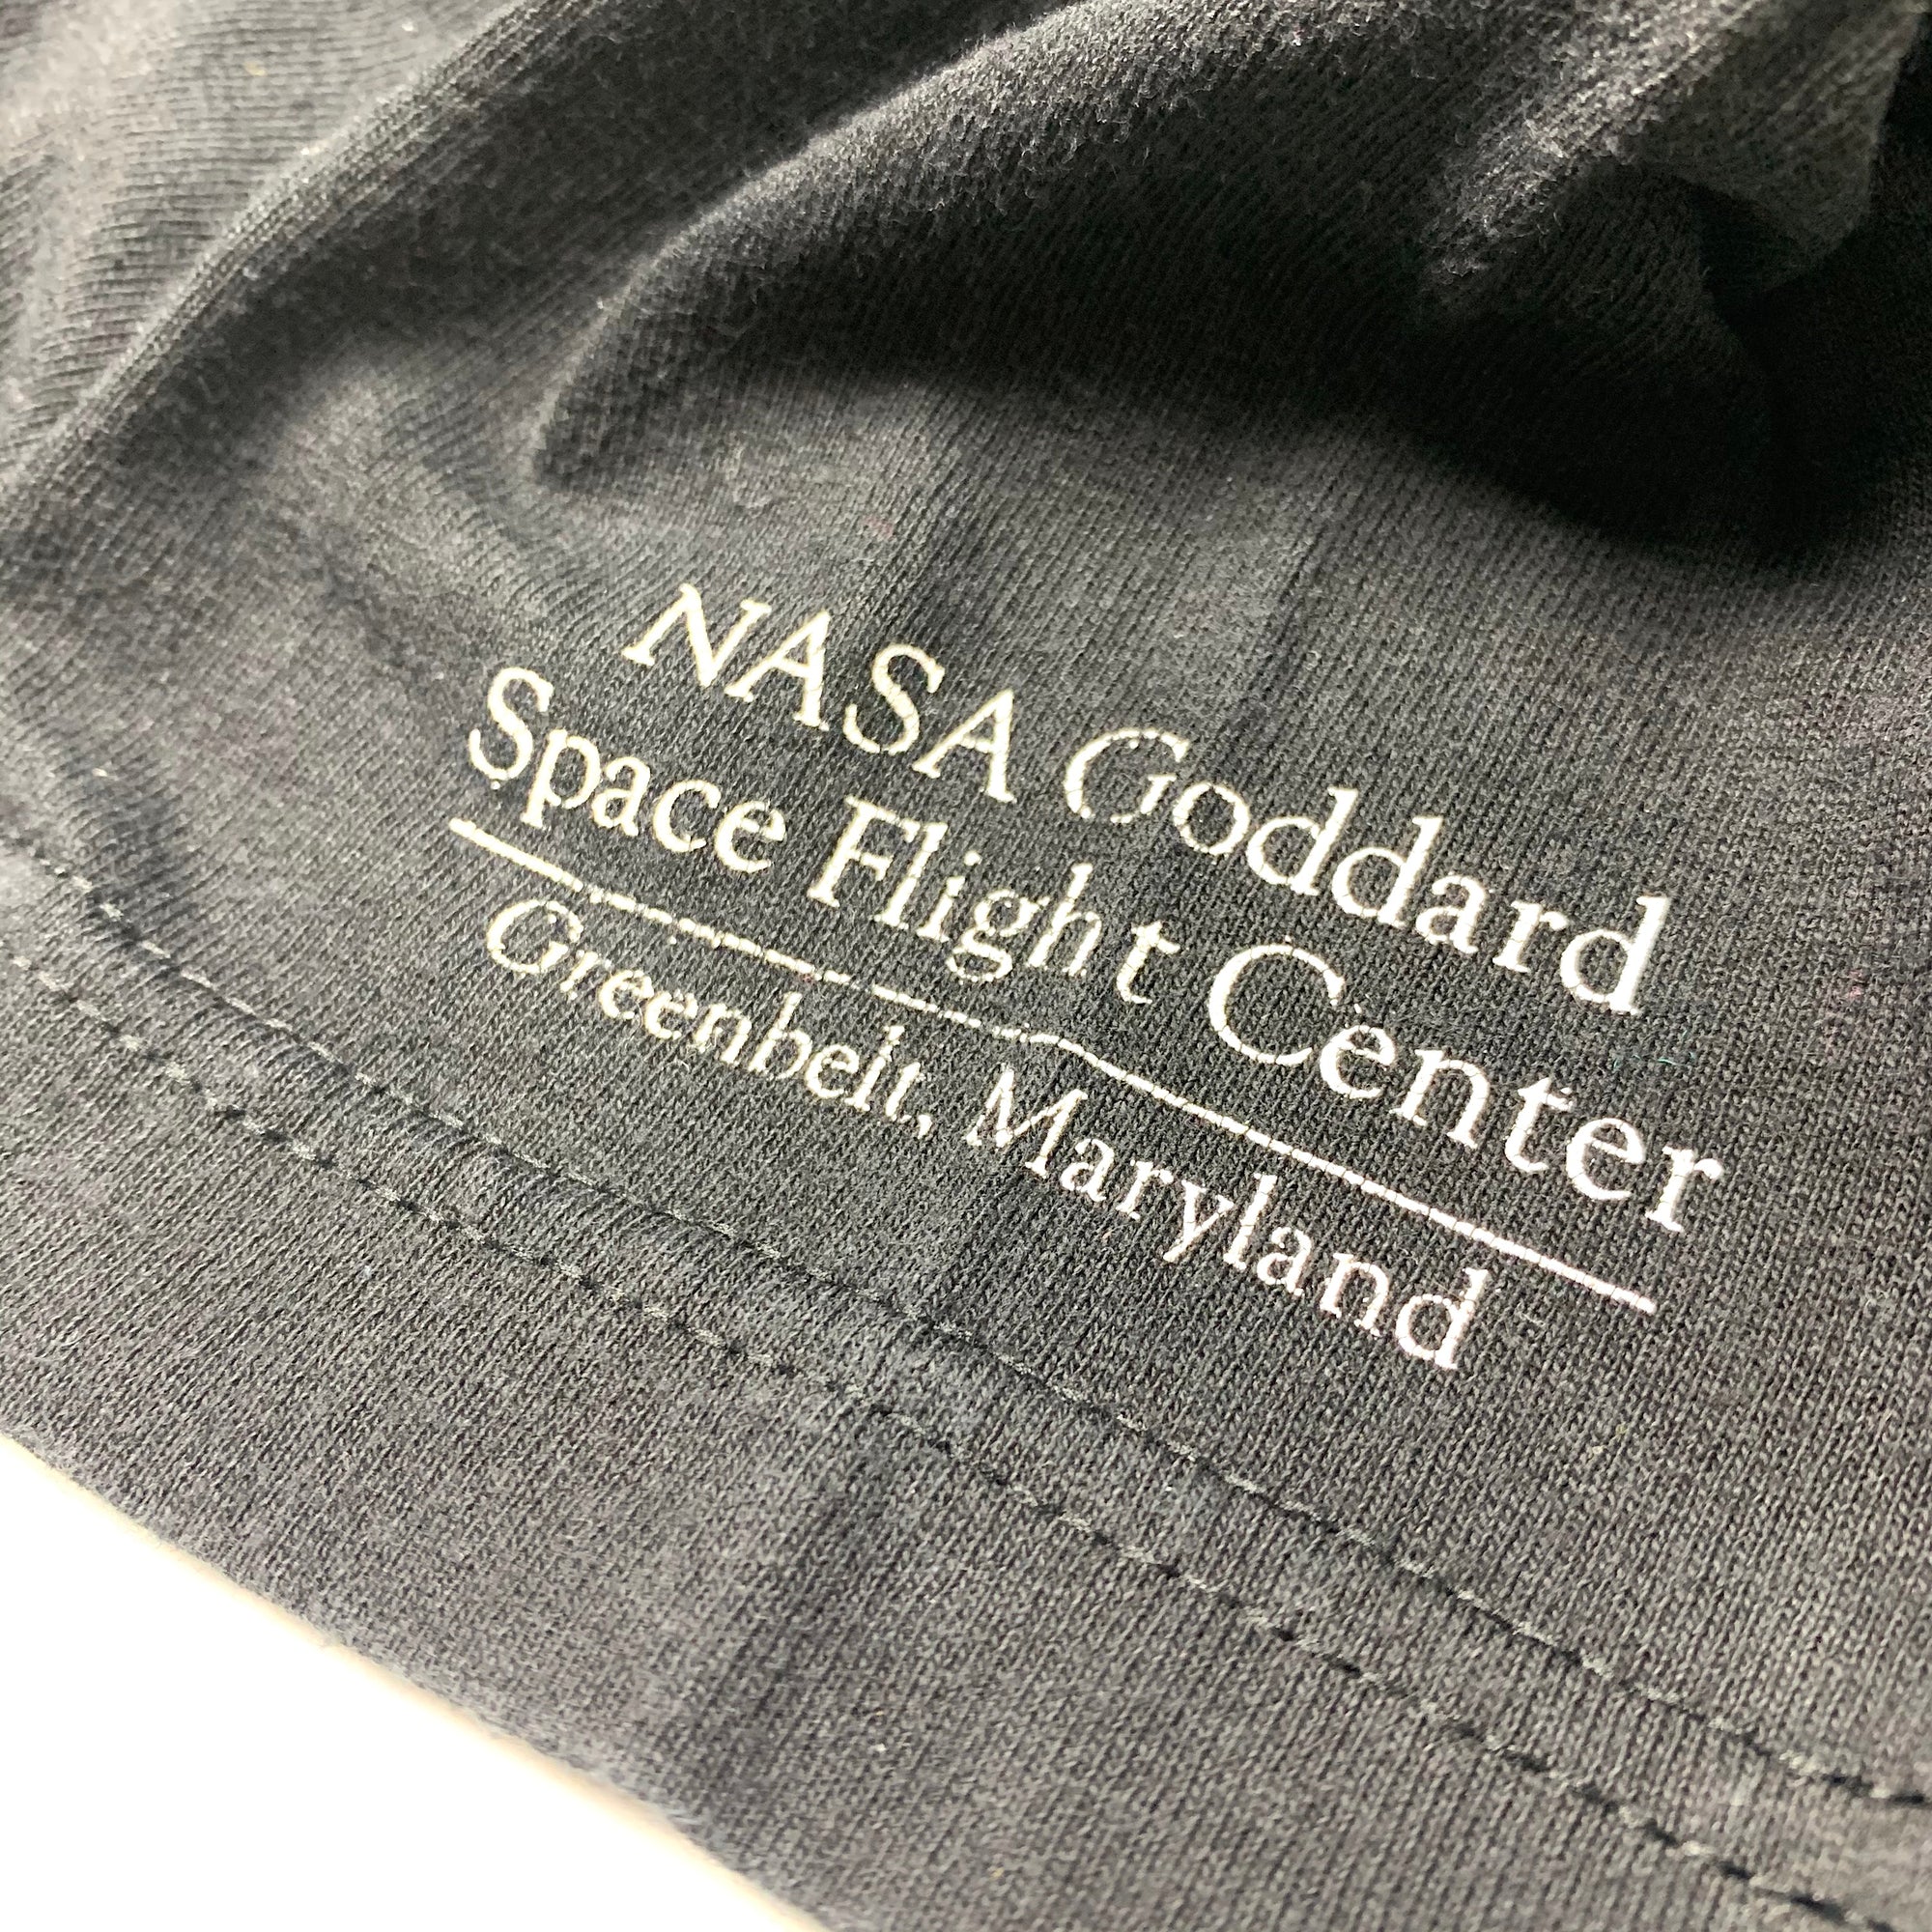 NASA Goddard
Space Flight Center
Greenbelt, Maryland